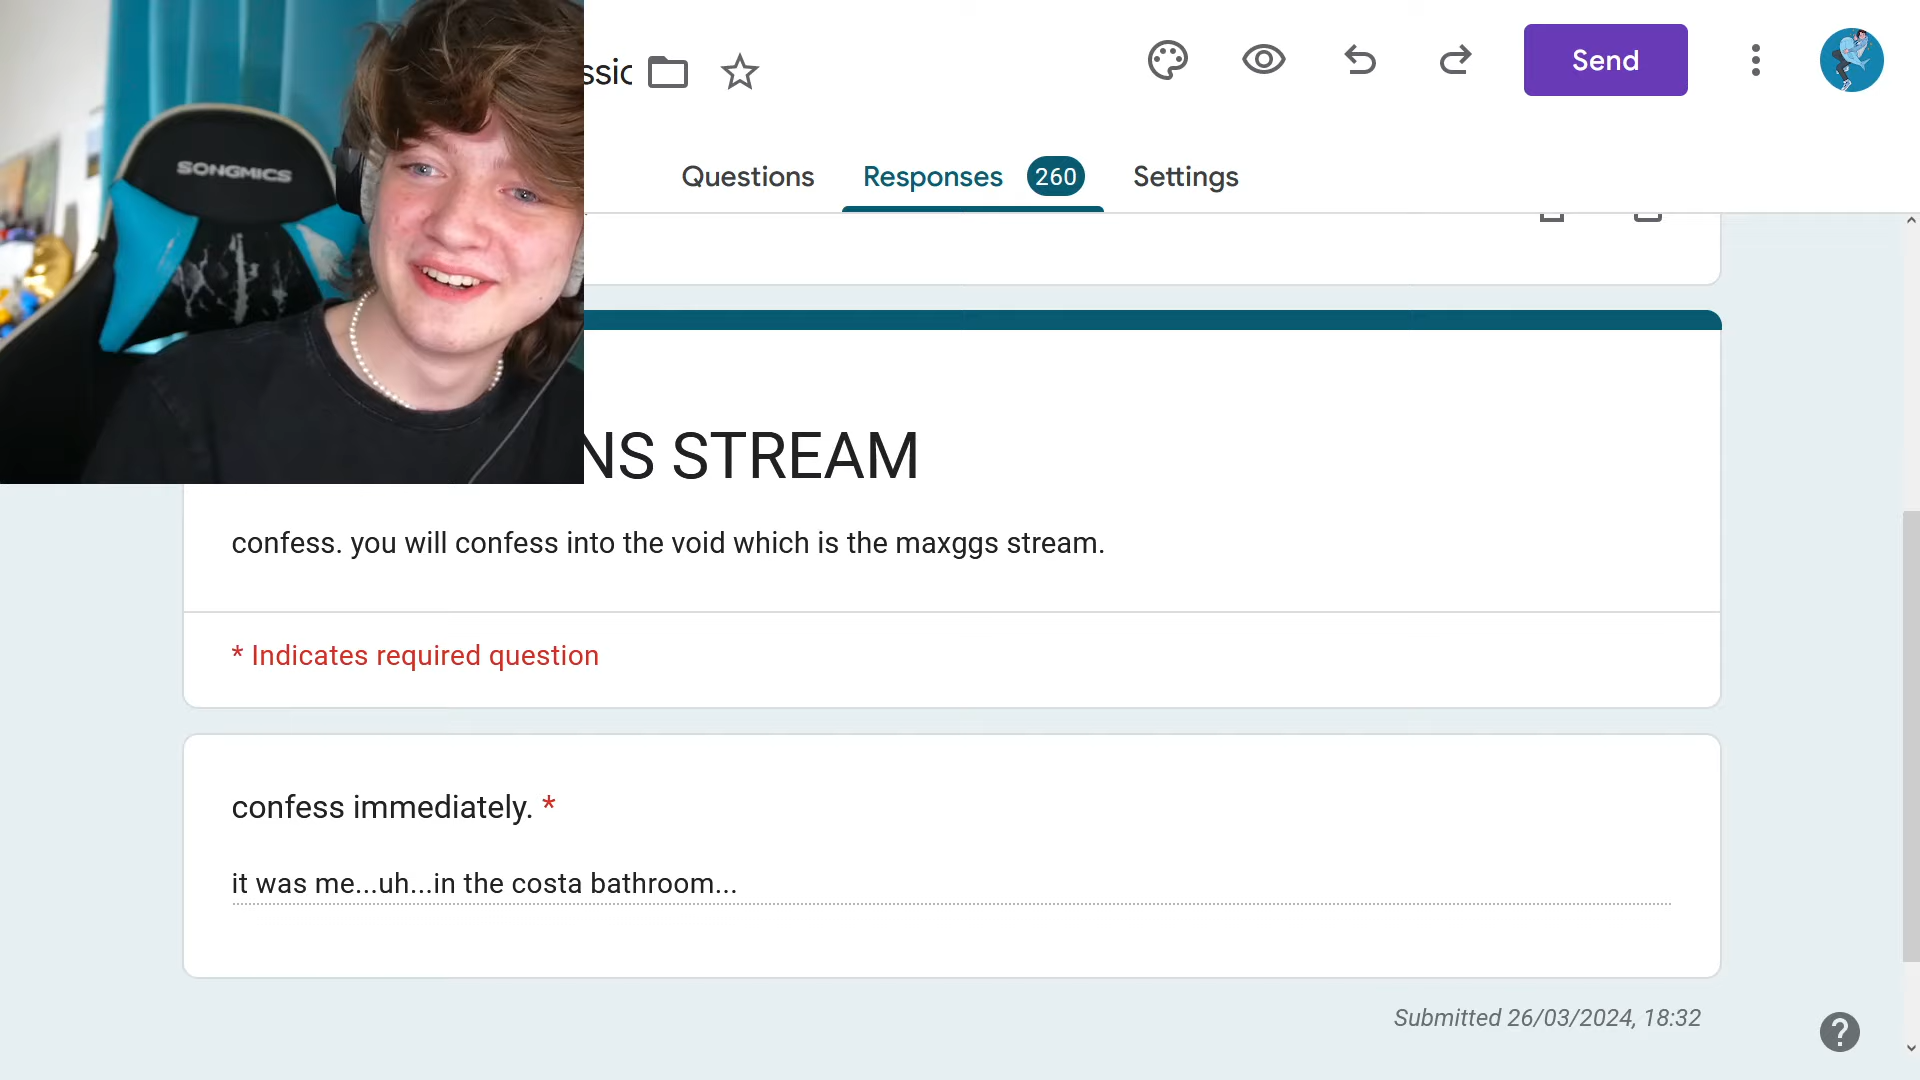 SONGMICS
ssic
Send
Questions Responses 260 Settings
NS STREAM
confess. you will confess into the void which is the maxggs stream.
* Indicates required question
confess immediately. *
it was me...uh...in the costa bathroom...
Submitted 26/03/2024, 18:32